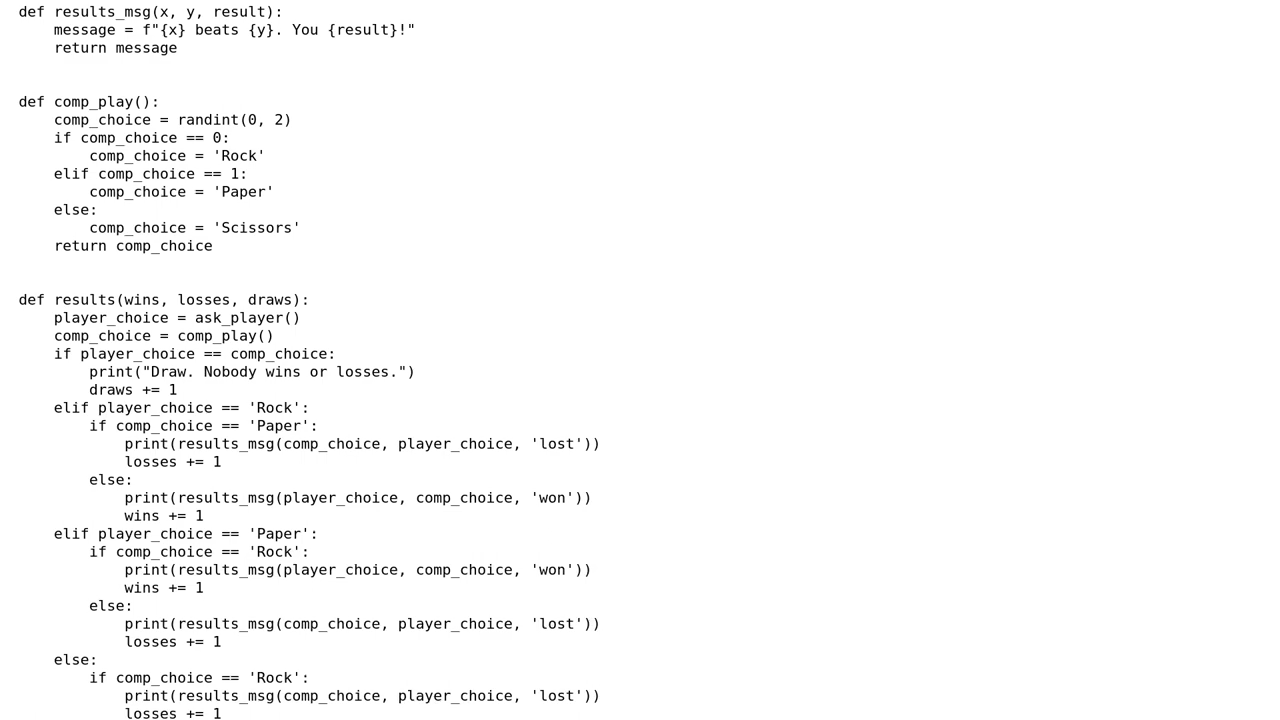 def results_msg(x, y, result):
    message = f"{x} beats {y}. You {result}!"
    return message
def comp_play():
    comp_choice = randint(0, 2)
    if comp_choice == 0:
        comp_choice = 'Rock'
    elif comp_choice == 1:
        comp_choice = 'Paper'
    else:
        comp_choice = 'Scissors'
    return comp_choice
def results(wins, losses, draws):
    player_choice = ask_player()
    comp_choice = comp_play()
    if player_choice == comp_choice:
        print("Draw. Nobody wins or losses.")
        draws += 1
    elif player_choice == 'Rock':
        if comp_choice == 'Paper':
            print(results_msg(comp_choice, player_choice, 'lost'))
            losses += 1
        else:
            print(results_msg(player_choice, comp_choice, 'won'))
            wins += 1
    elif player_choice == 'Paper':
        if comp_choice == 'Rock':
            print(results_msg(player_choice, comp_choice, 'won'))
            wins += 1
        else:
            print(results_msg(comp_choice, player_choice, 'lost'))
            losses += 1
    else:
        if comp_choice == 'Rock':
            print(results_msg(comp_choice, player_choice, 'lost'))
            losses += 1